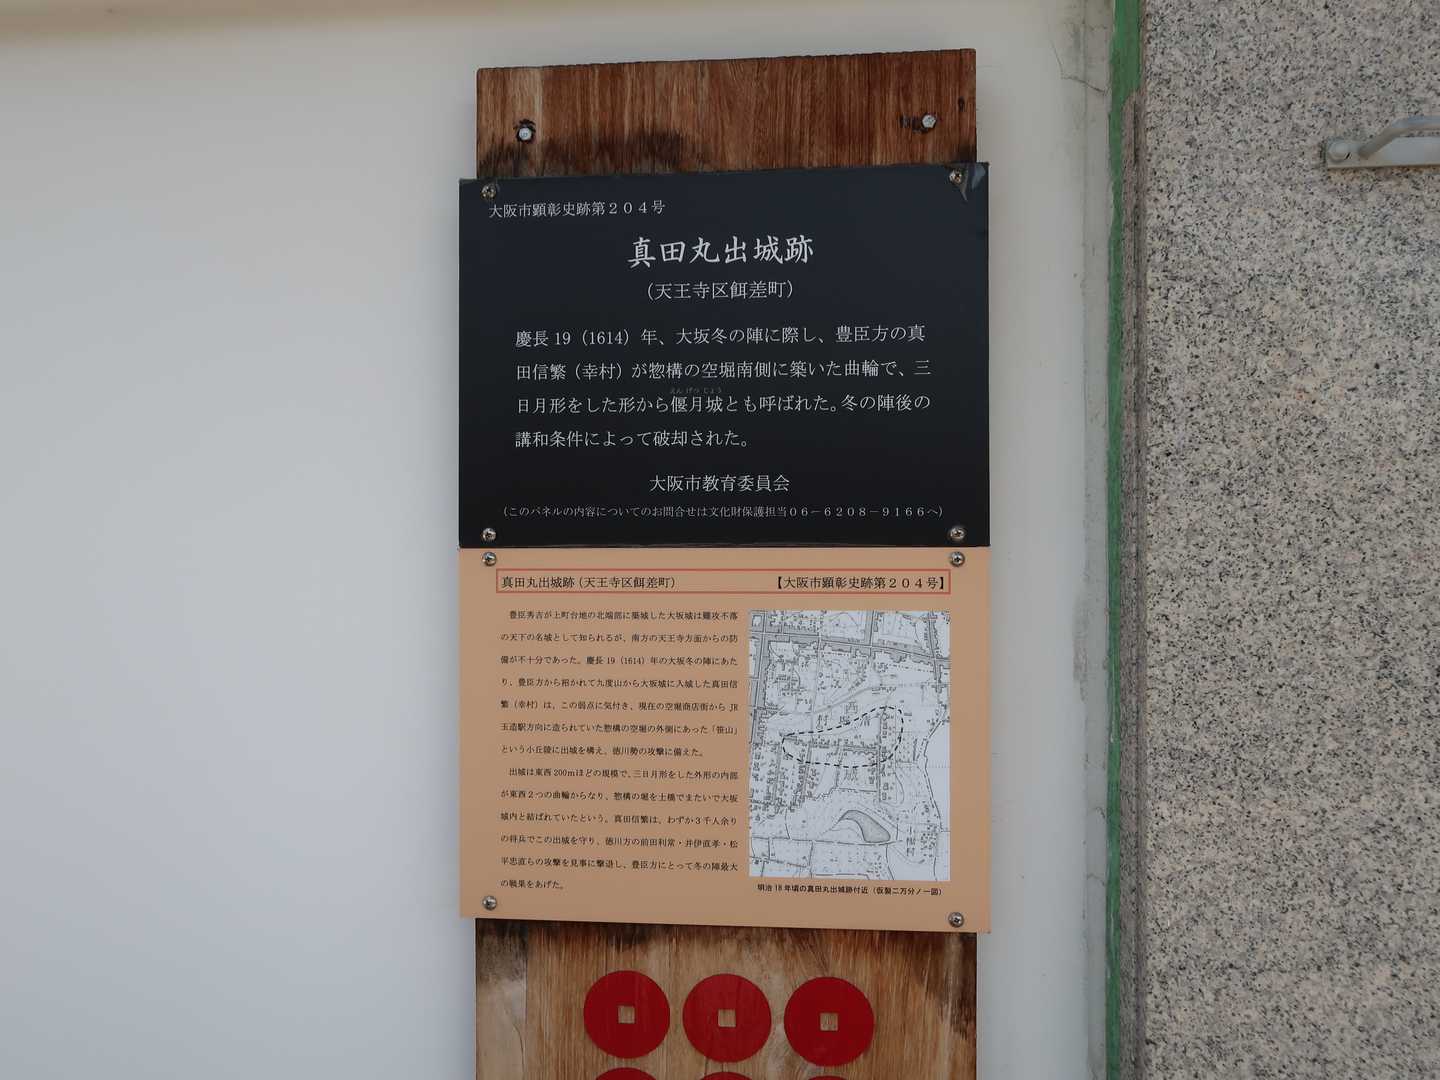 大阪市顕彰史跡第２０４号
真田丸出城跡
（天王寺区餌差町）
慶長 19（1614）年、大坂冬の陣に際し、豊臣方の真
田信繁（幸村）が惣構の空堀南側に築いた曲輪で、三
えん げつ じょう
日月形をした形から偃月城とも呼ばれた。冬の陣後の
講和条件によって破却された。
大阪市教育委員会
（このパネルの内容についてのお問合せは文化財保護担当０６－６２０８－９１６６へ）
真田丸出城跡（天王寺区餌差町）
【大阪市顕彰史跡第２０４号】
豊臣秀吉が上町台地の北端部に築城した大坂城は難攻不落
の天下の名城として知られるが、南方の天王寺方面からの防
備が不十分であった。慶長 19（1614）年の大坂冬の陣にあた
り、豊臣方から招かれて九度山から大坂城に入城した真田信
繁（幸村）は、この弱点に気付き、現在の空堀商店街から JR
玉造駅方向に造られていた惣構の空堀の外側にあった「笹山」
という小丘陵に出城を構え、徳川勢の攻撃に備えた。
出城は東西 200mほどの規模で、三日月形をした外形の内部
が東西２つの曲輪からなり、惣構の堀を土橋でまたいで大坂
城内と結ばれていたという。真田信繁は、わずか３千人余り
の将兵でこの出城を守り、徳川方の前田利常・井伊直孝・松
平忠直らの攻撃を見事に撃退し、豊臣方にとって冬の陣最大
の戦果をあげた。
明治 18 年頃の真田丸出城跡付近（仮製二万分ノ一図）